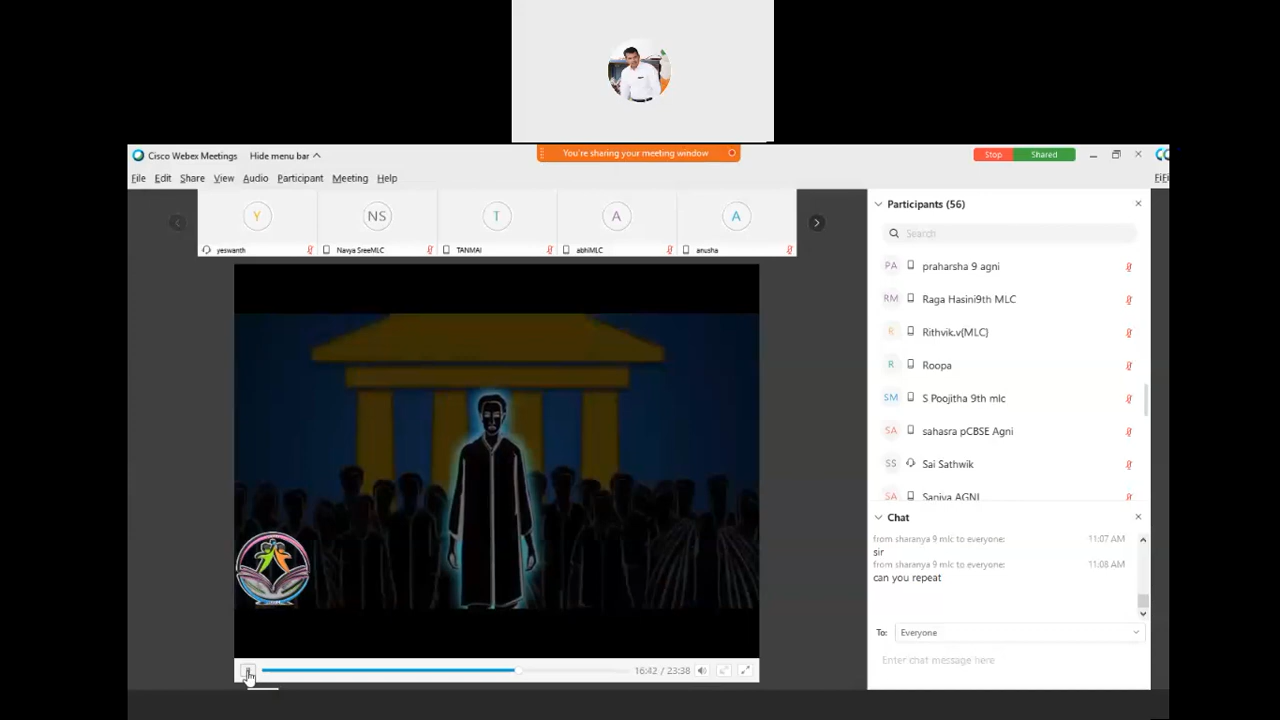 Cisco Webex Meetings Hide menu bar
You're sharing your meeting window
Stop Shared
File Edit Share View Audio Participant Meeting Help
Y NS T A A
yeswanth Navya SreeMLC TANMAI abhiMLC anusha
Participants (56)
Search
PA praharsha 9 agni
RM Raga Hasini9th MLC
R Rithvik.v(MLC)
R Roopa
SM S Poojitha 9th mlc
SA sahasra pCBSE Agni
SS Sai Sathwik
SA Saniya AGNI
Chat
from sharanya 9 mlc to everyone: 11:07 AM
sir
from sharanya 9 mlc to everyone: 11:08 AM
can you repeat
To: Everyone
Enter chat message here
16:42 / 23:38